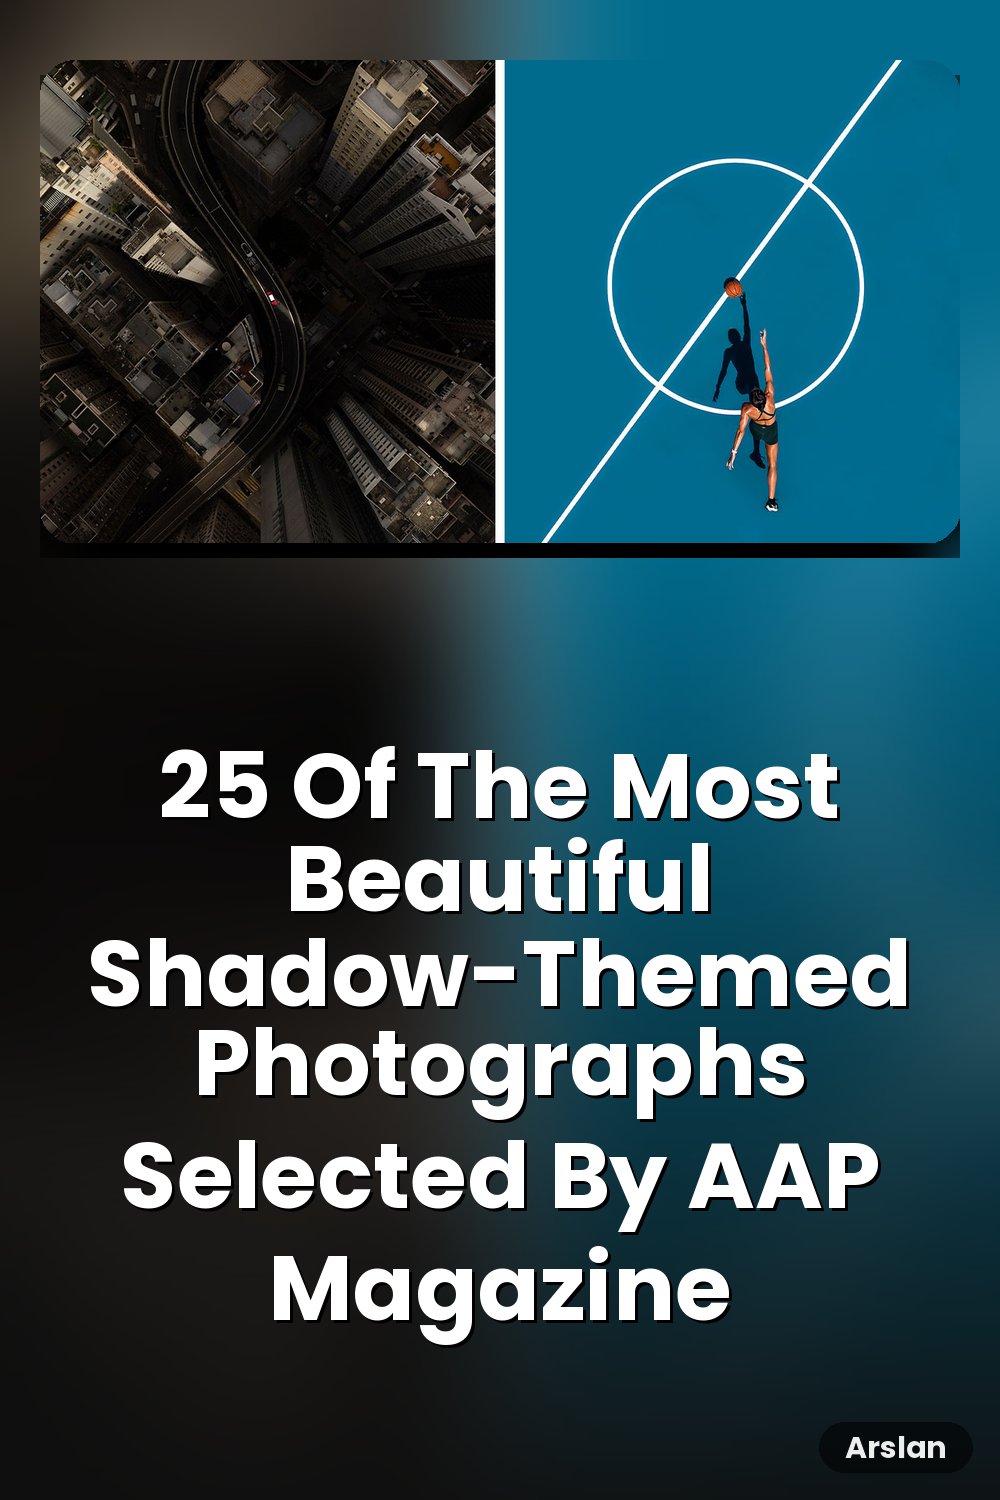 25 Of The Most
Beautiful
Shadow-Themed
Photographs
Selected By AAP
Magazine
Arslan